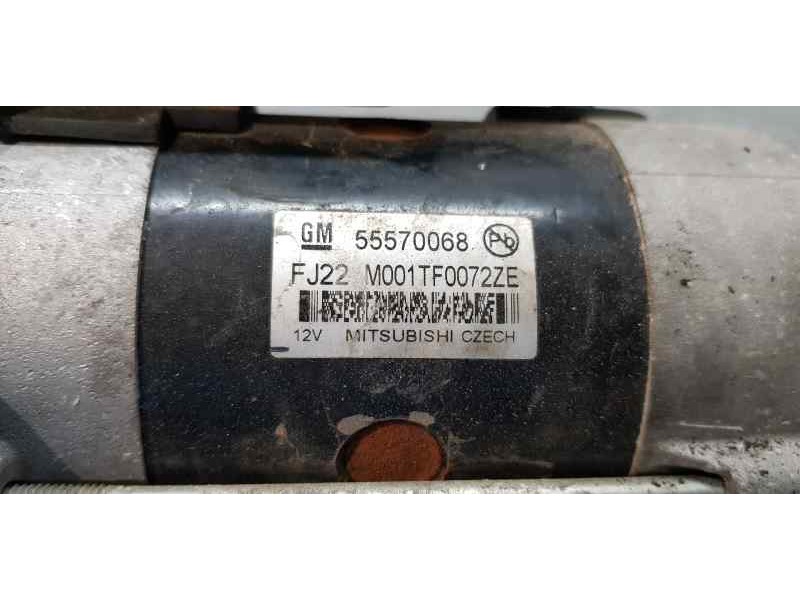 GM 55570068 Pb
FJ22 M001TF0072ZE
12V MITSUBISHI CZECH